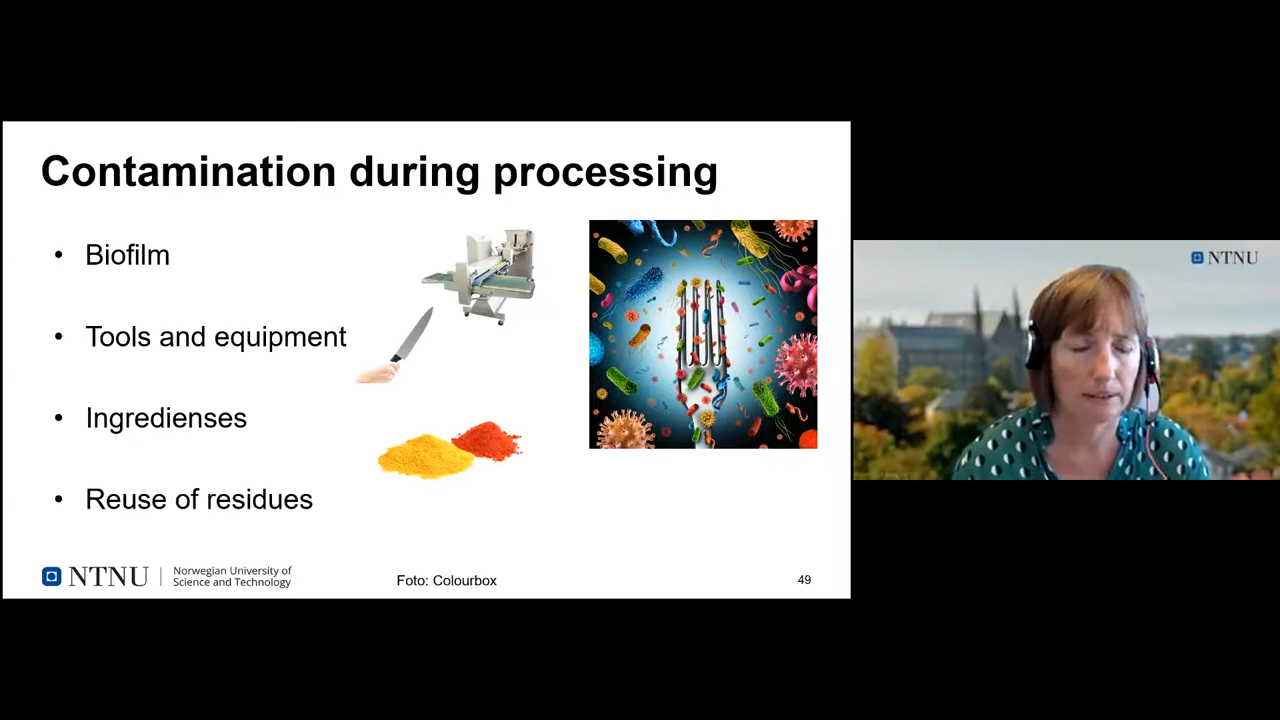 Contamination during processing
• Biofilm
• Tools and equipment
• Ingredienses
• Reuse of residues
NTNU
Norwegian University of
Science and Technology
Foto: Colourbox
49
NTNU